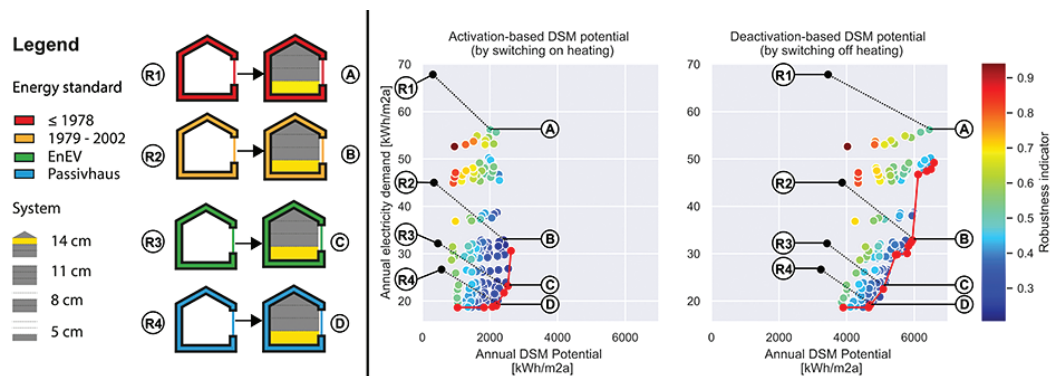 Legend
Energy standard
≤ 1978
1979 - 2002
EnEV
Passivhaus
System
14 cm
11 cm
8 cm
5 cm
R1
A
R2
B
R3
C
R4
D
Activation-based DSM potential
(by switching on heating)
Annual electricity demand [kWh/m2a]
70
60
50
40
30
20
R1
A
R2
B
R3
C
R4
D
0
2000
4000
6000
Annual DSM Potential
[kWh/m2a]
Deactivation-based DSM potential
(by switching off heating)
70
60
50
40
30
20
R1
A
R2
B
R3
C
R4
D
0
2000
4000
6000
Annual DSM Potential
[kWh/m2a]
0.9
0.8
0.7
0.6
0.5
0.4
0.3
Robustness indicator